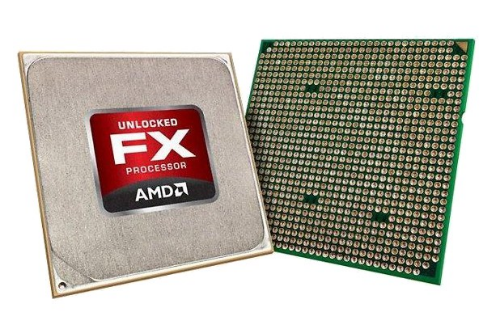 UNLOCKED
FX
PROCESSOR
AMD